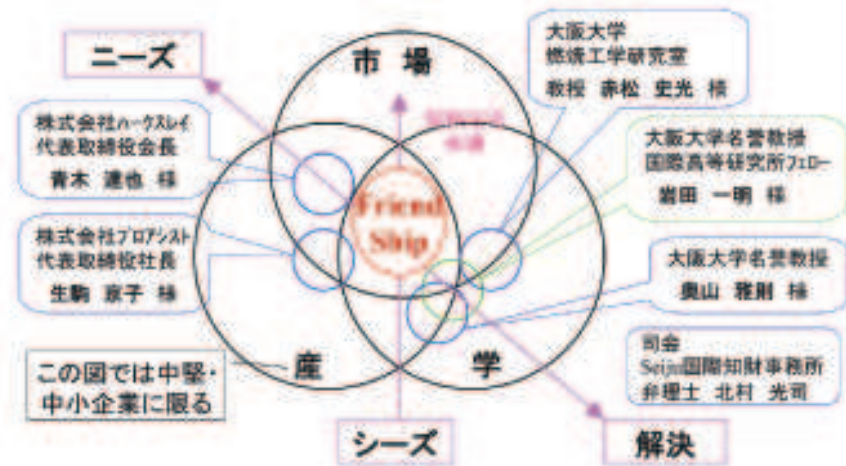 ニーズ
市 場
大阪大学
燃焼工学研究室
教授 赤松 史光 様
株式会社ハークスレイ
代表取締役会長
青木 達也 様
大阪大学名誉教授
国際高等研究所フェロー
岩田 一明 様
Friend
Ship
株式会社プロアシスト
代表取締役社長
生駒 京子 様
大阪大学名誉教授
奥山 雅則 様
産
学
司会
国際知財事務所
弁理士 北村 光司
この図では中堅・
中小企業に限る
シーズ
解決